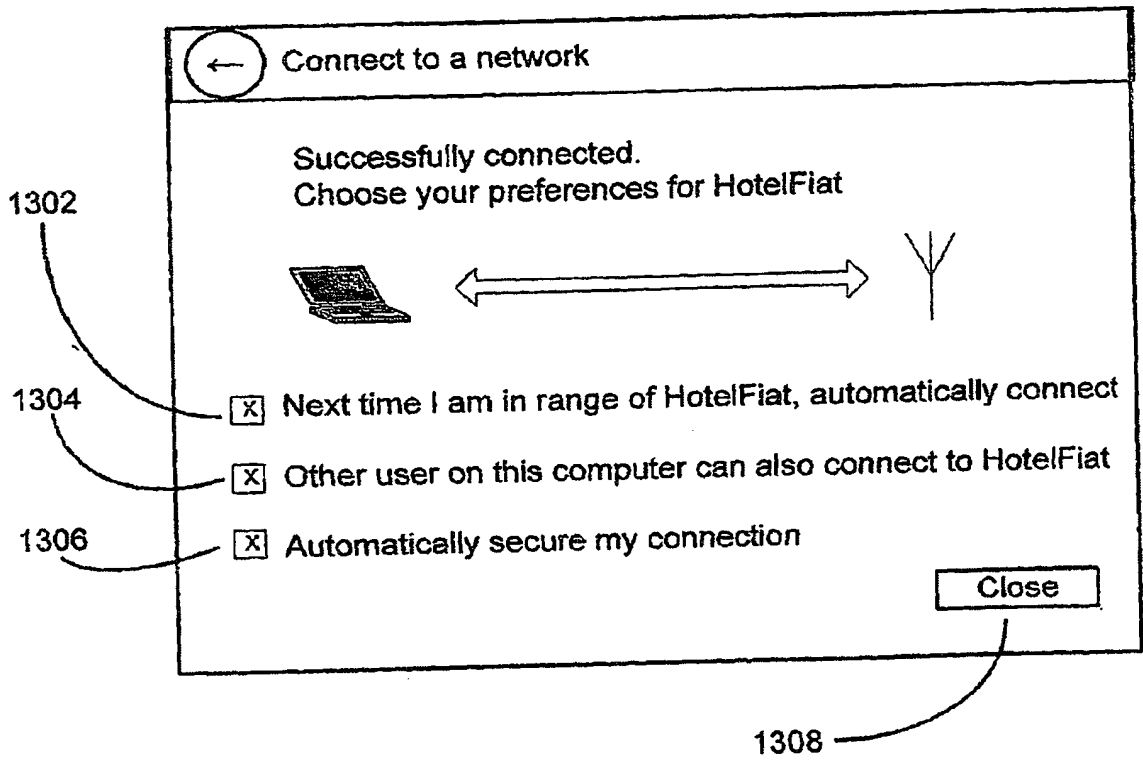 ← Connect to a network
Successfully connected.
Choose your preferences for HotelFiat
1302
1304
X Next time I am in range of HotelFiat, automatically connect
X Other user on this computer can also connect to HotelFiat
1306
X Automatically secure my connection
Close
1308